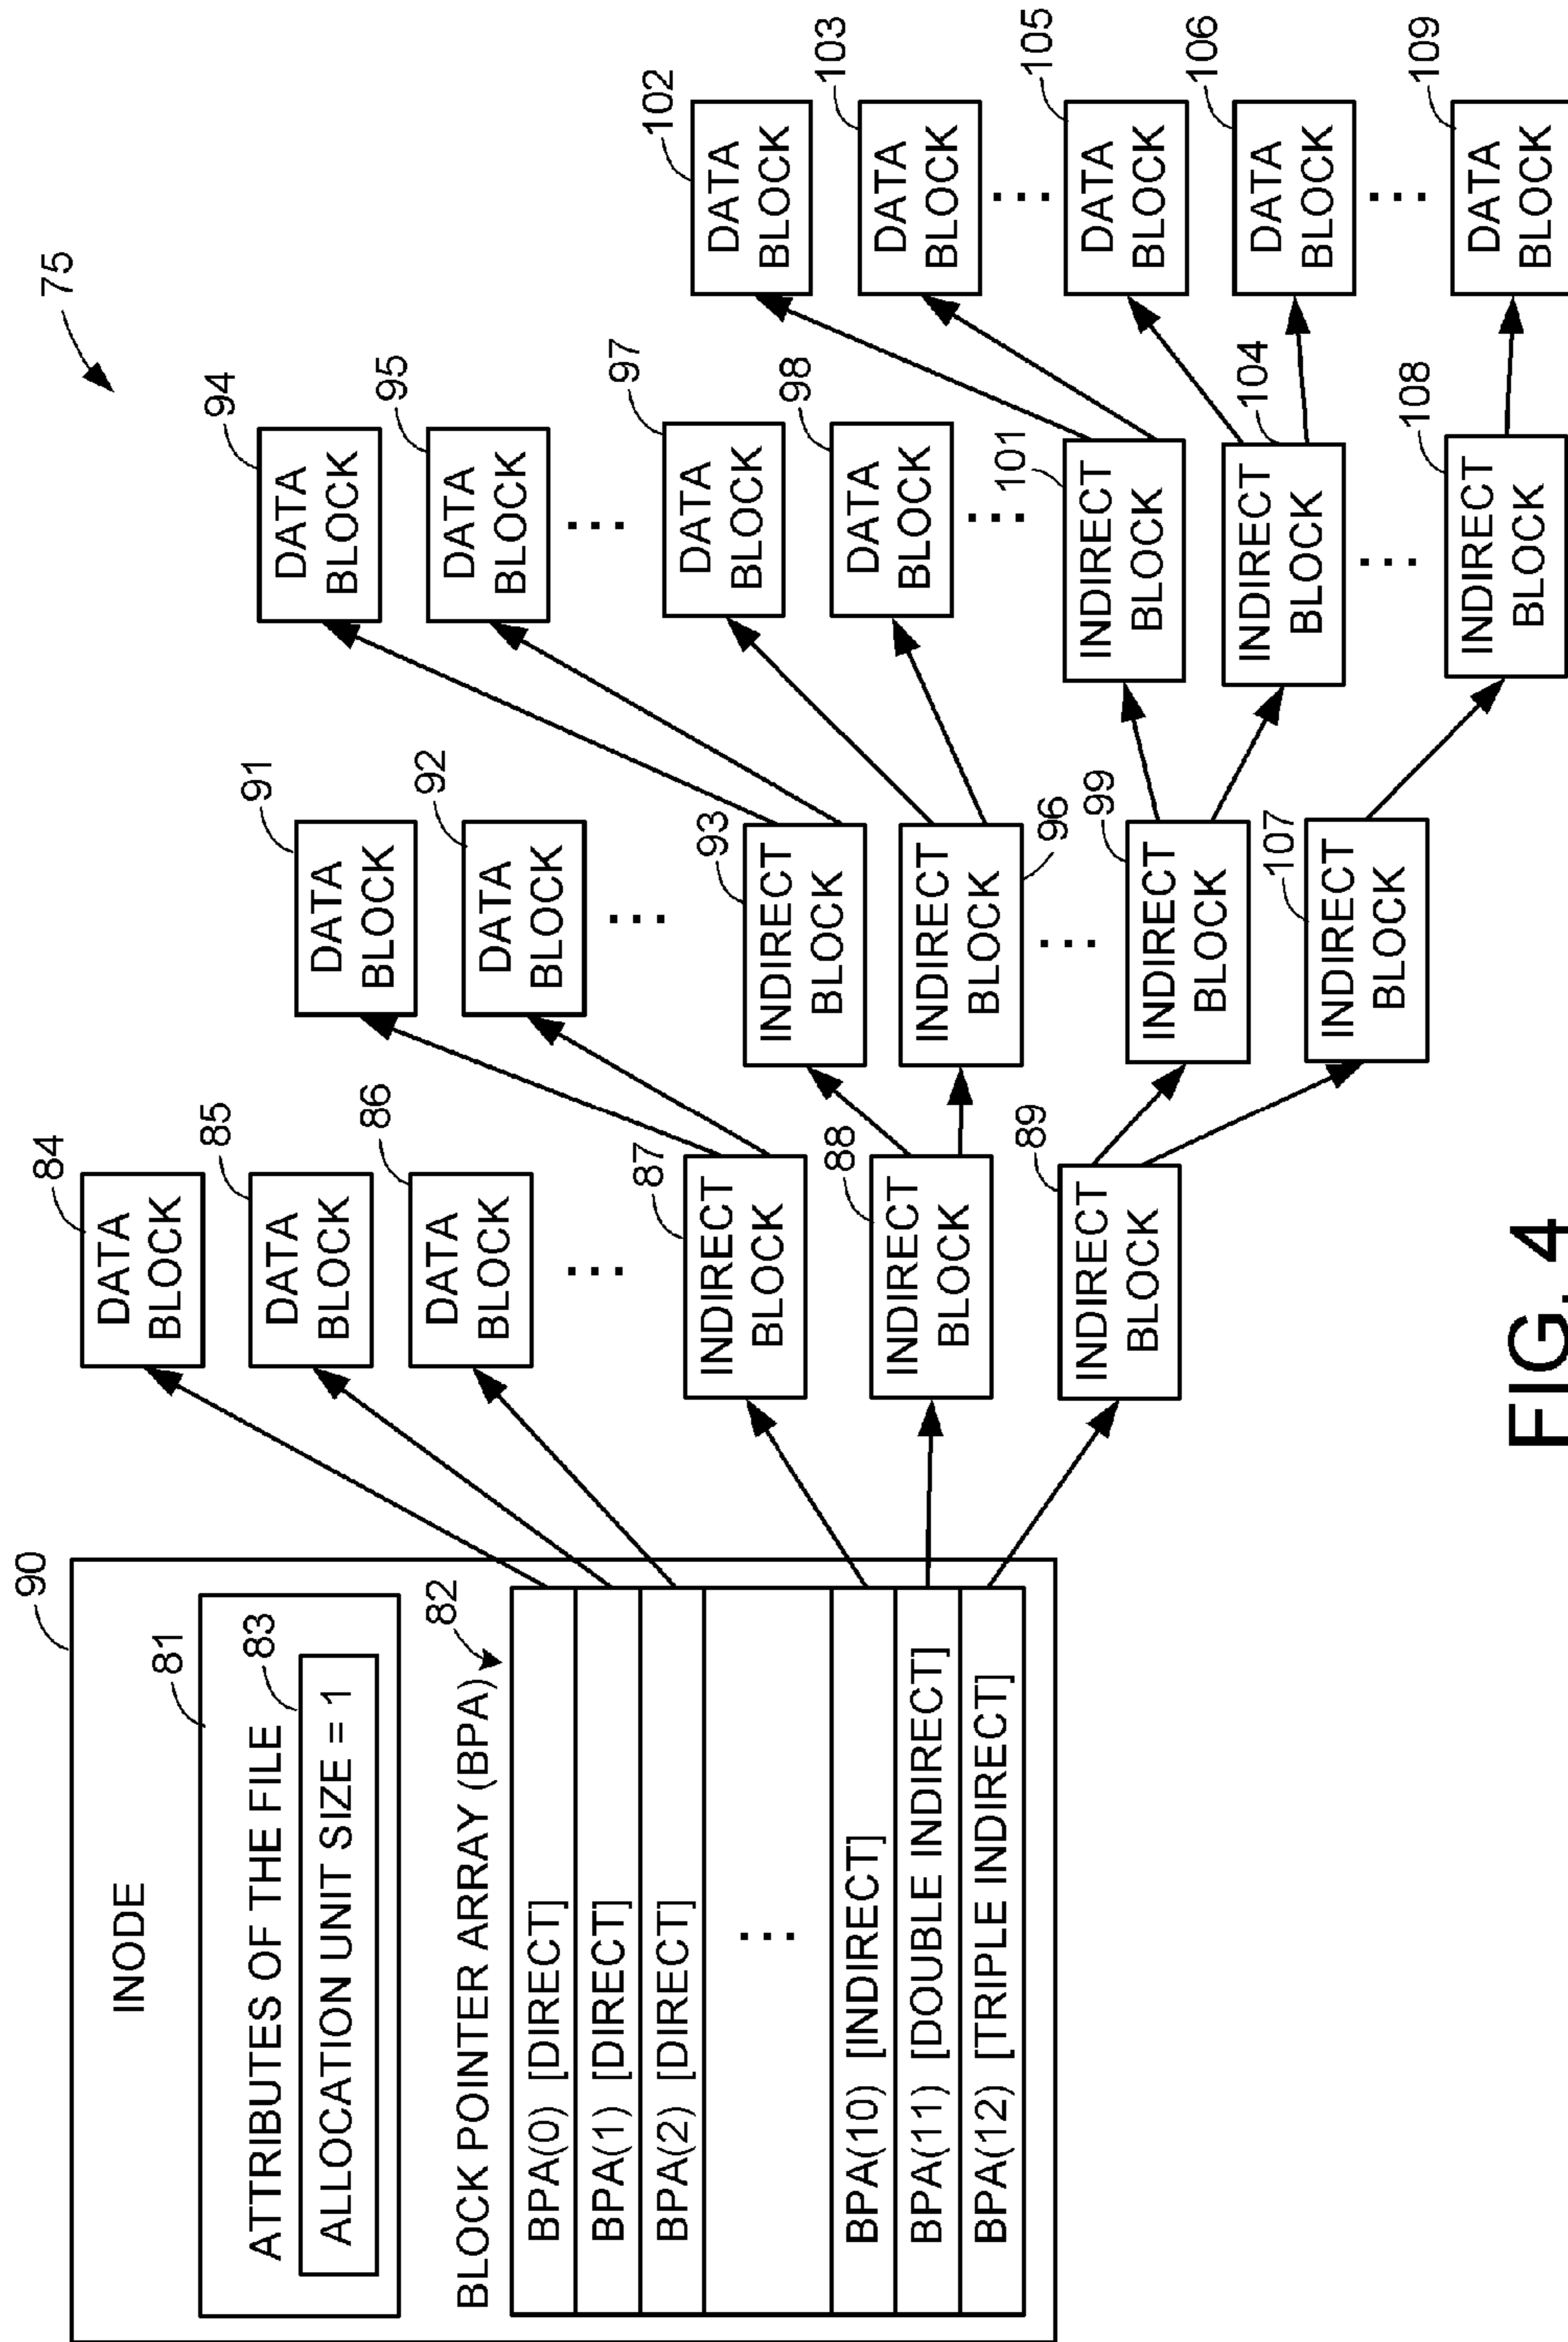 75
90
INODE
81
ATTRIBUTES OF THE FILE
83
ALLOCATION UNIT SIZE = 1
BLOCK POINTER ARRAY (BPA)
82
BPA(0) [DIRECT]
BPA(1) [DIRECT]
BPA(2) [DIRECT]
...
BPA(10) [INDIRECT]
BPA(11) [DOUBLE INDIRECT]
BPA(12) [TRIPLE INDIRECT]
84
DATA
BLOCK
85
DATA
BLOCK
86
DATA
BLOCK
...
87
INDIRECT
BLOCK
88
INDIRECT
BLOCK
89
INDIRECT
BLOCK
91
DATA
BLOCK
92
DATA
BLOCK
...
93
INDIRECT
BLOCK
INDIRECT
BLOCK
96
...
99
INDIRECT
BLOCK
107
INDIRECT
BLOCK
94
DATA
BLOCK
95
DATA
BLOCK
...
97
DATA
BLOCK
98
DATA
BLOCK
...
101
INDIRECT
BLOCK
104
INDIRECT
BLOCK
...
108
INDIRECT
BLOCK
102
DATA
BLOCK
103
DATA
BLOCK
...
105
DATA
BLOCK
106
DATA
BLOCK
...
109
DATA
BLOCK
FIG. 4